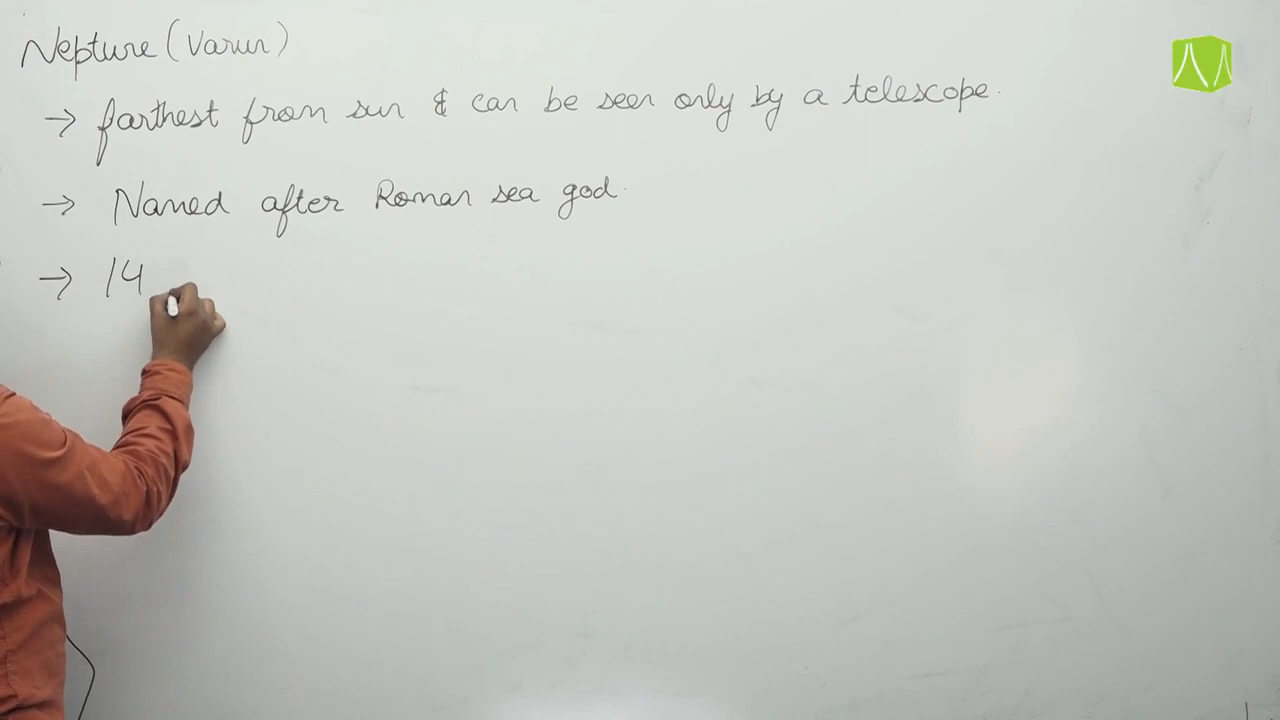 Neptune (Varun)
→ farthest from sun & can be seen only by a telescope.
→ Named after Roman sea god.
→ 14